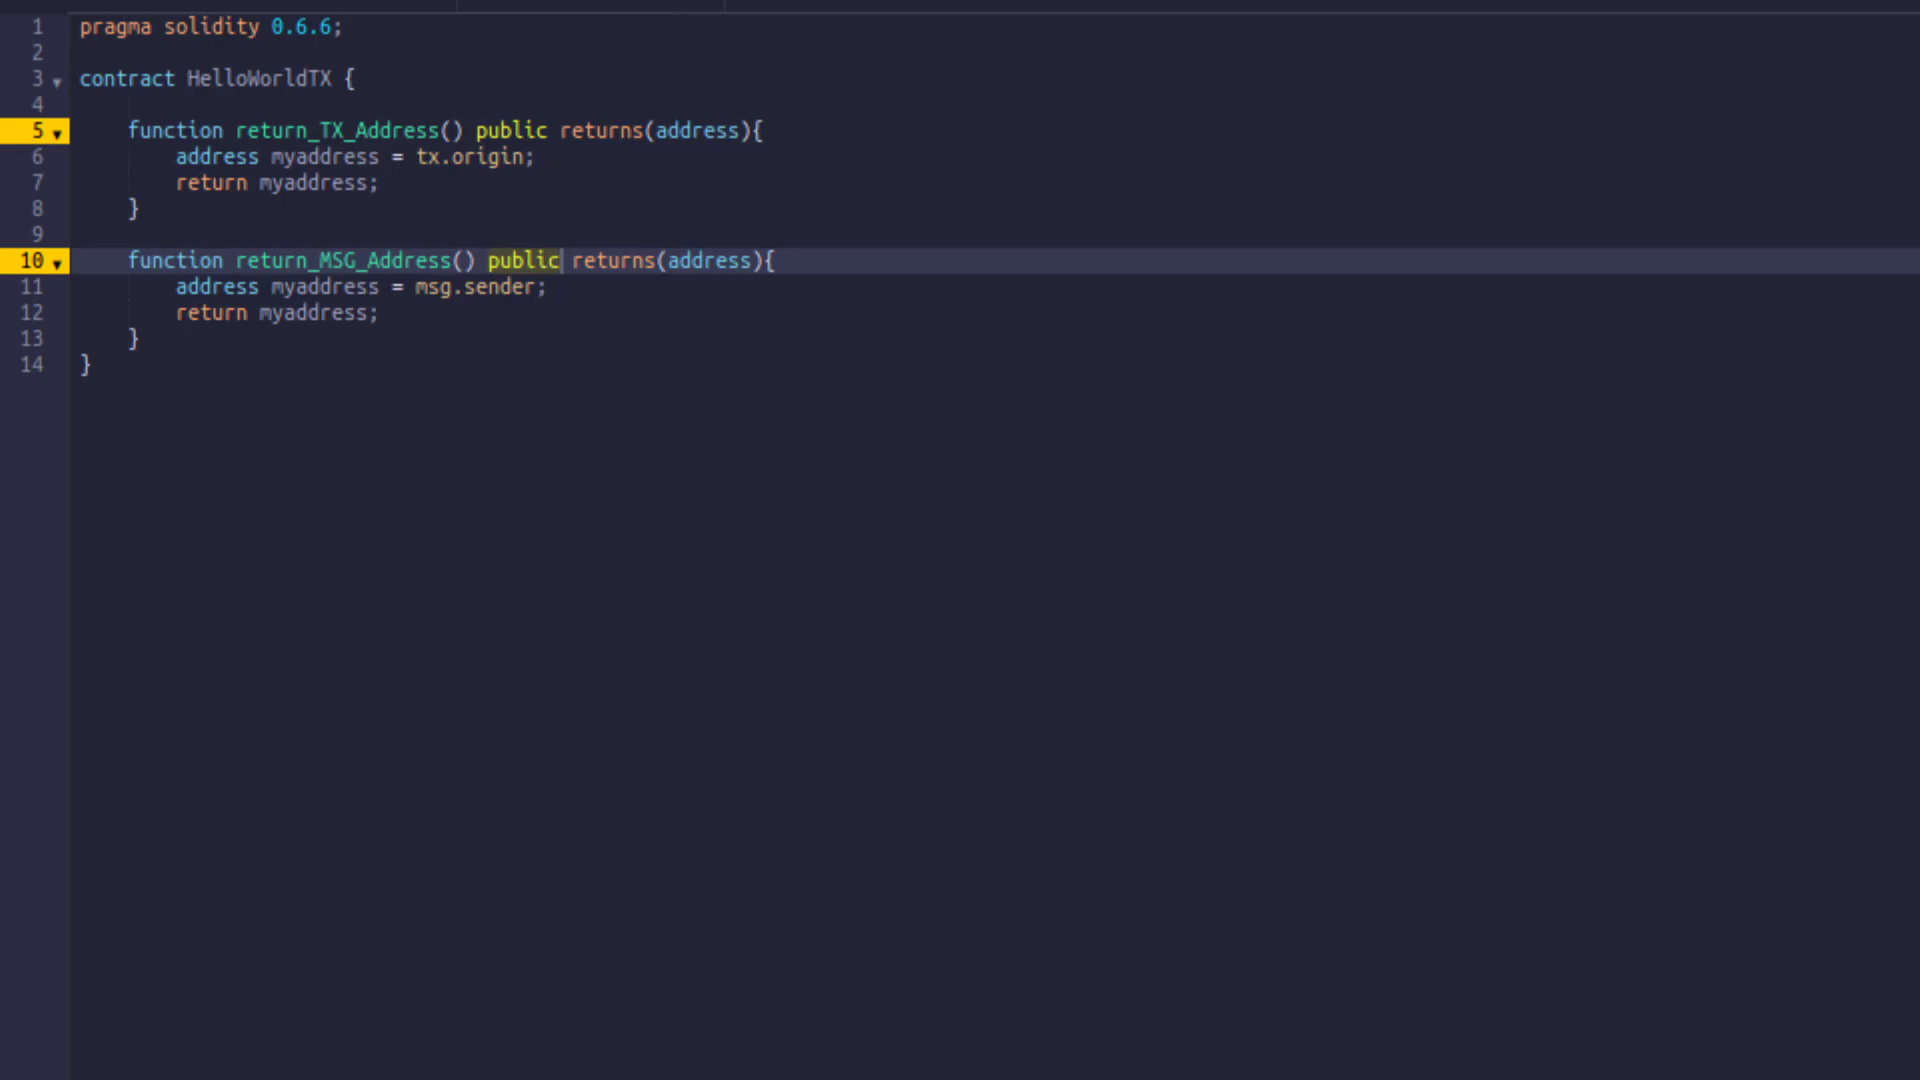 1 pragma solidity 0.6.6;
2
3 contract HelloWorldTX {
4
5 function return_TX_Address() public returns(address){
6 address myaddress = tx.origin;
7 return myaddress;
8 }
9
10 function return_MSG_Address() public returns(address){
11 address myaddress = msg.sender;
12 return myaddress;
13 }
14 }